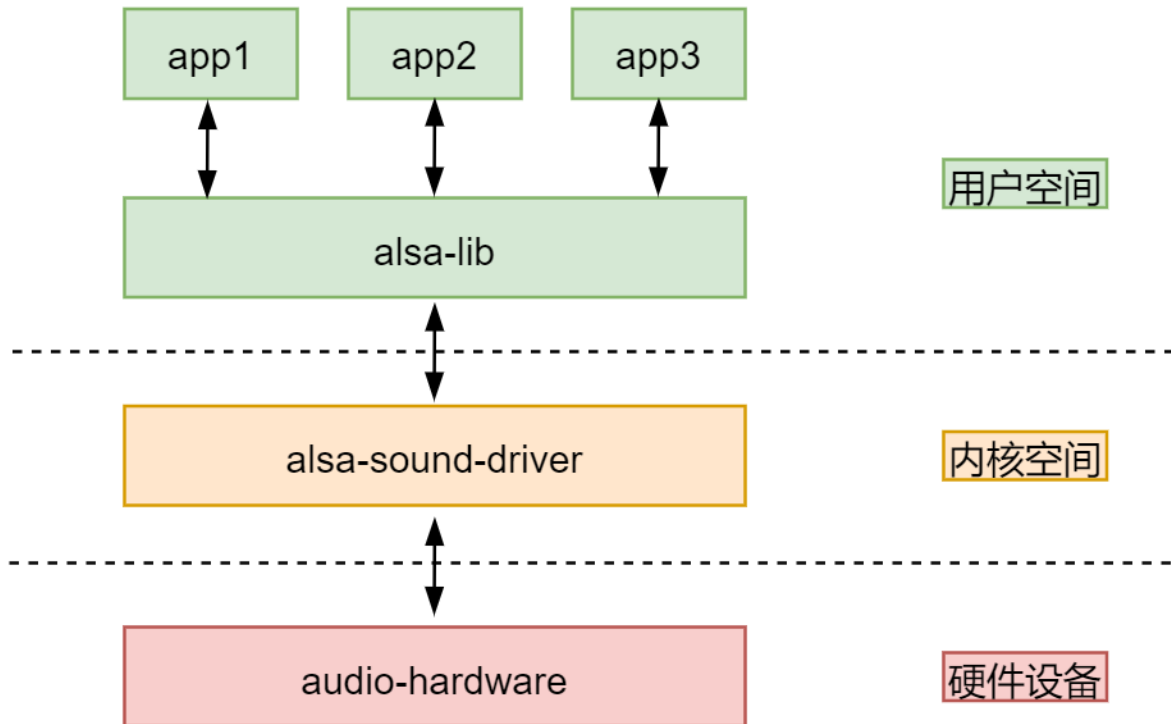 app1
app2
app3
用户空间
alsa-lib
alsa-sound-driver
内核空间
audio-hardware
硬件设备